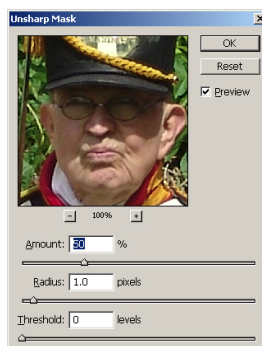 Unsharp Mask
OK
Reset
Preview
- 100% +
Amount: 50 %
Radius: 1.0 pixels
Threshold: 0 levels